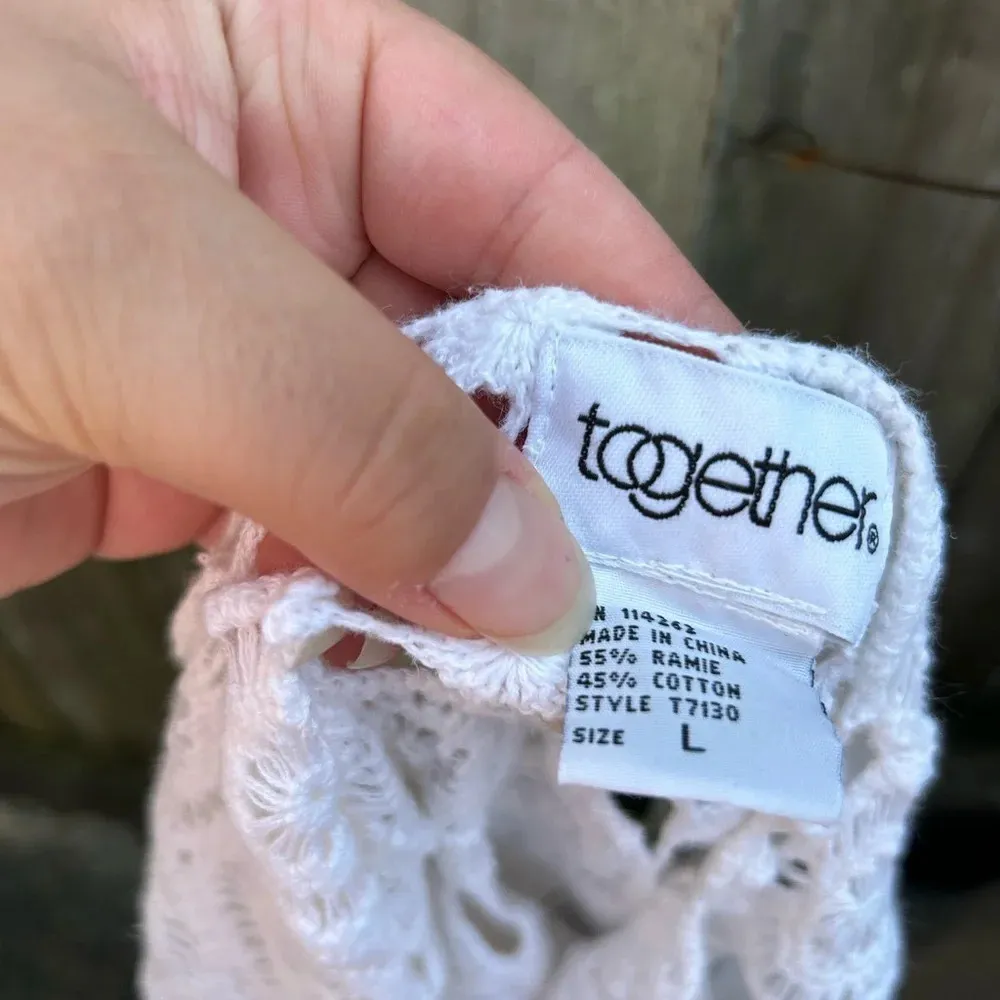 together®
N 114262
MADE IN CHINA
55% RAMIE
45% COTTON
STYLE T7130
SIZE L